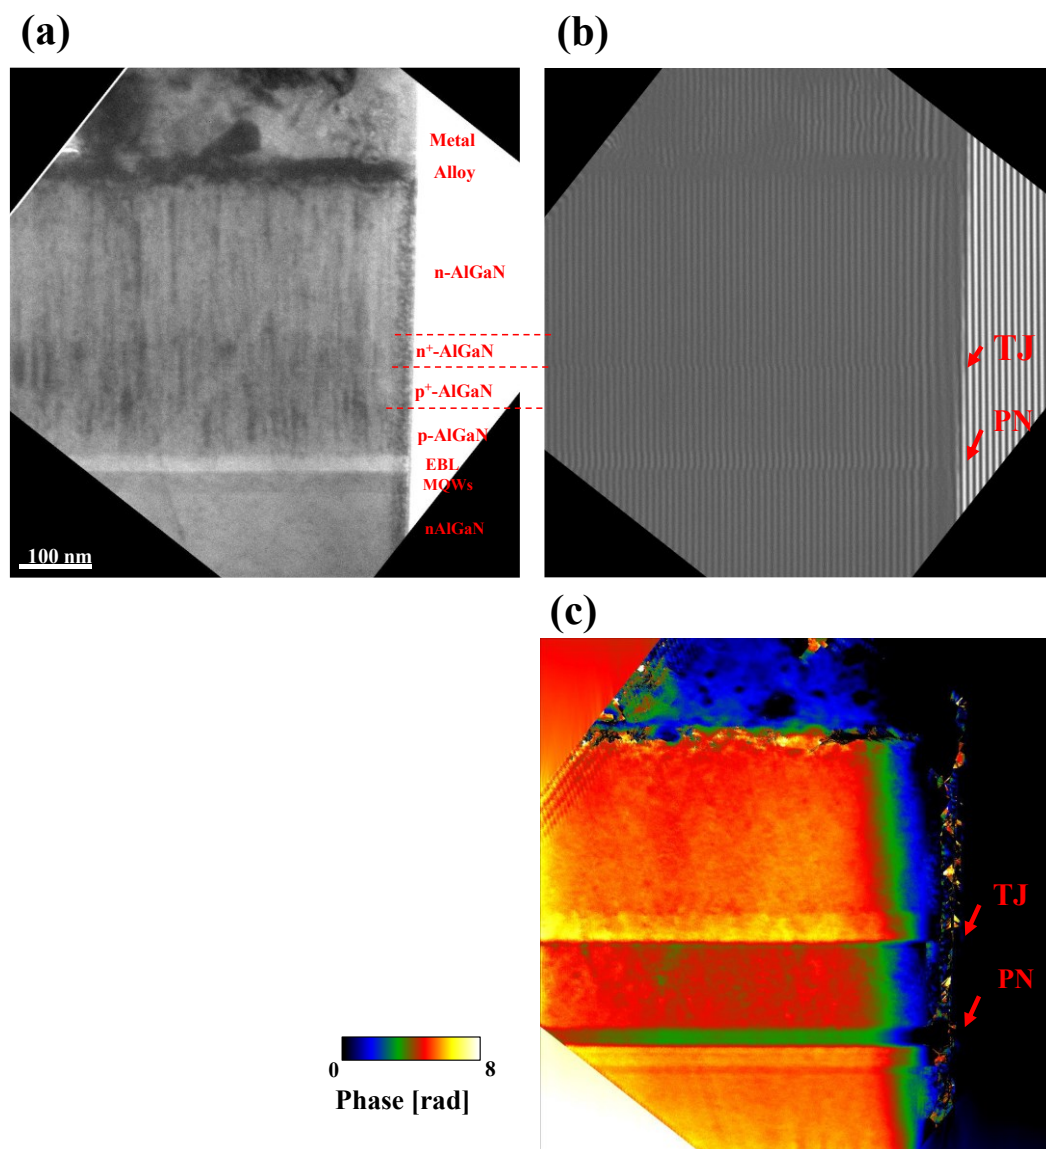 (a)
(b)
Metal
Alloy
n-AlGaN
n+-AlGaN
p+-AlGaN
p-AlGaN
EBL
MQWs
nAlGaN
100 nm
TJ
PN
(c)
TJ
PN
0
8
Phase [rad]